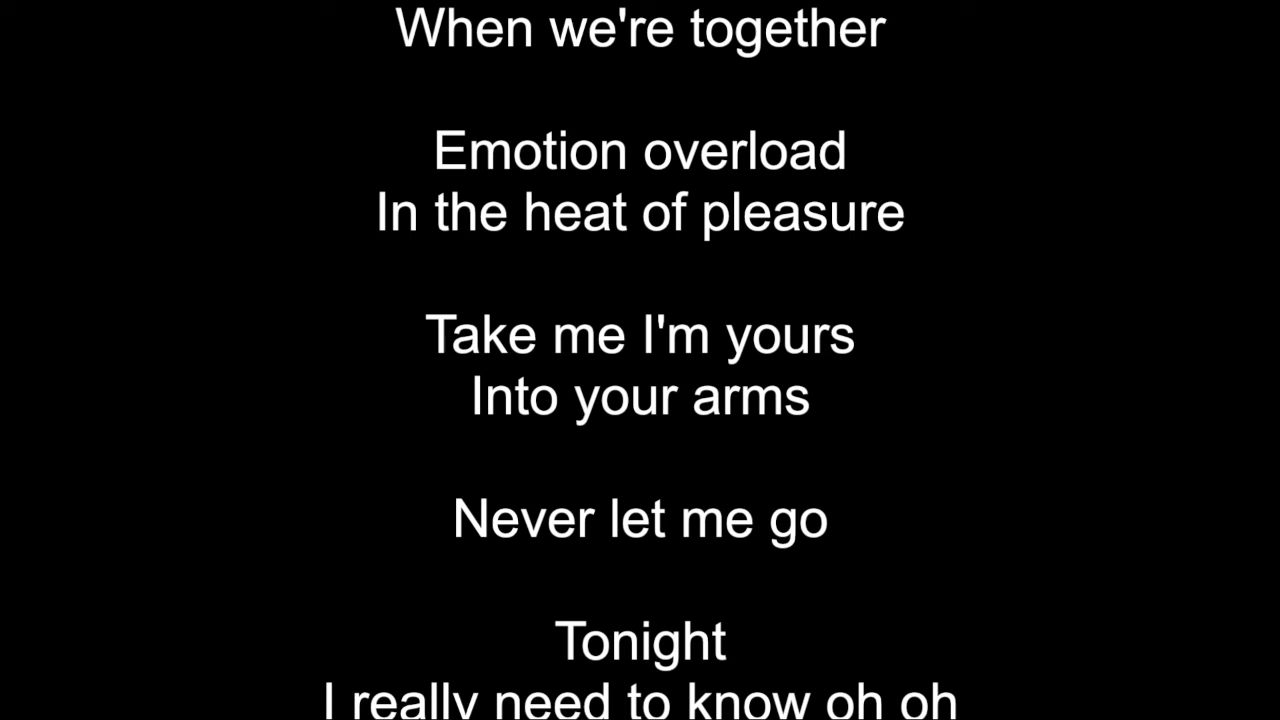 When we're together
Emotion overload
In the heat of pleasure
Take me I'm yours
Into your arms
Never let me go
Tonight
I really need to know oh oh